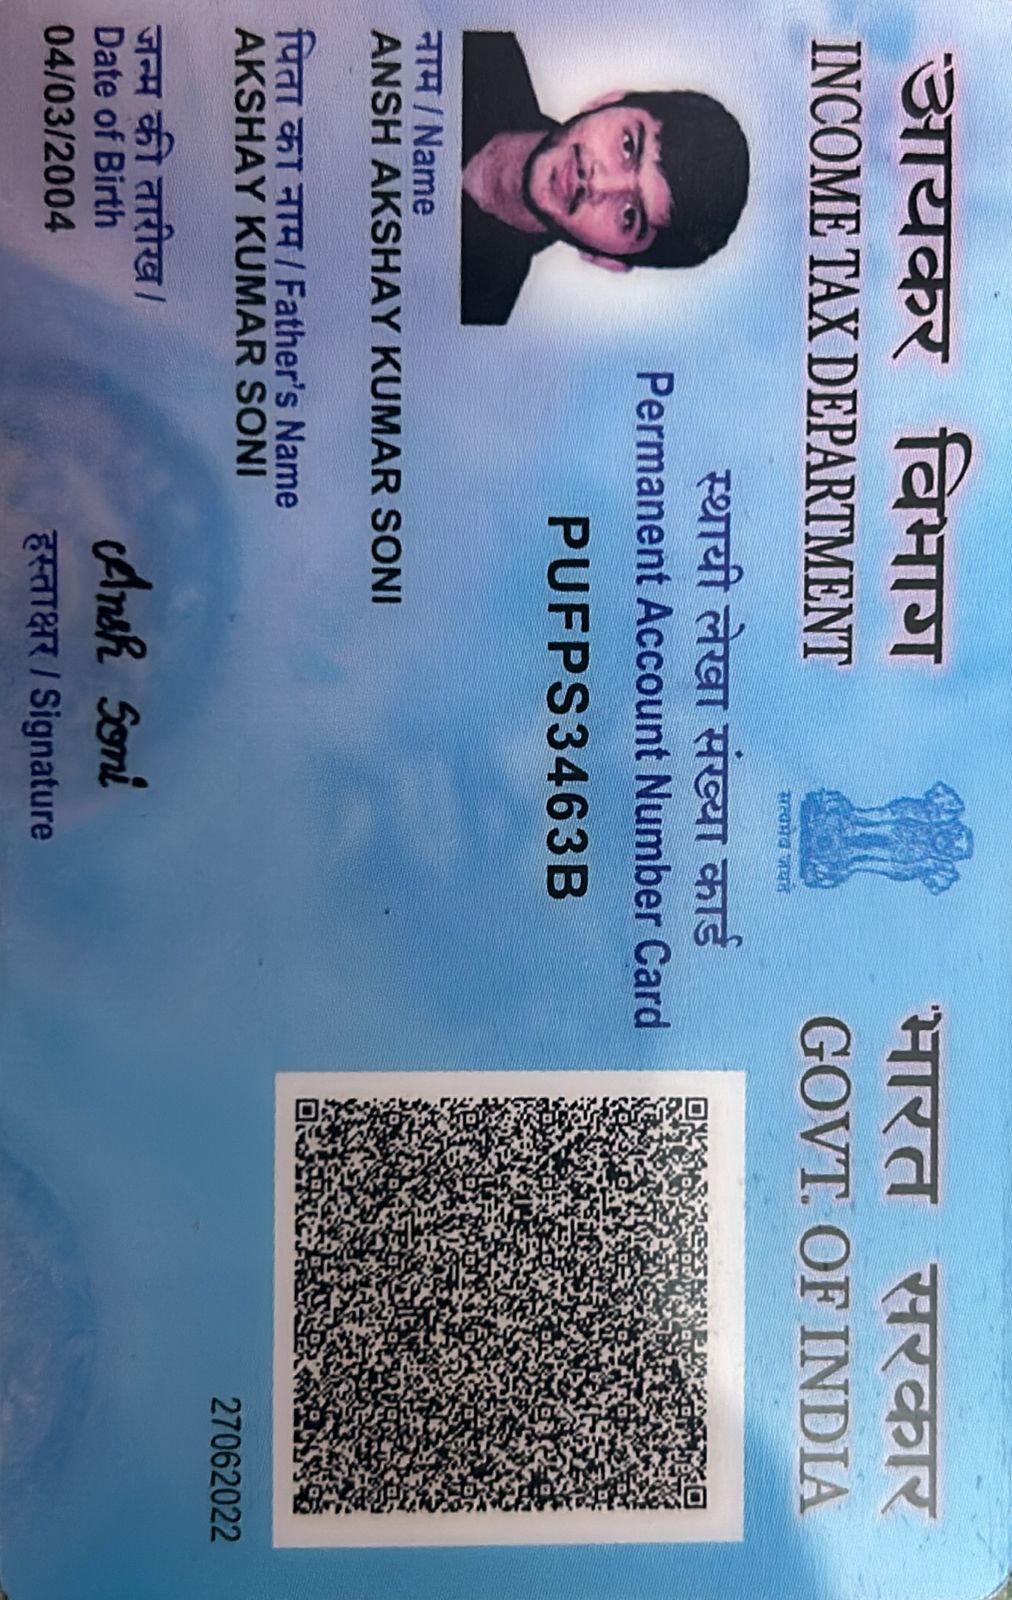 आयकर विभाग
INCOME TAX DEPARTMENT
सत्यमेव जयते
भारत सरकार
GOVT. OF INDIA
स्थायी लेखा संख्या कार्ड
Permanent Account Number Card
PUFPS3463B
नाम / Name
ANSH AKSHAY KUMAR SONI
पिता का नाम / Father's Name
AKSHAY KUMAR SONI
27062022
जन्म की तारीख /
Date of Birth
04/03/2004
Ansh Soni
हस्ताक्षर / Signature